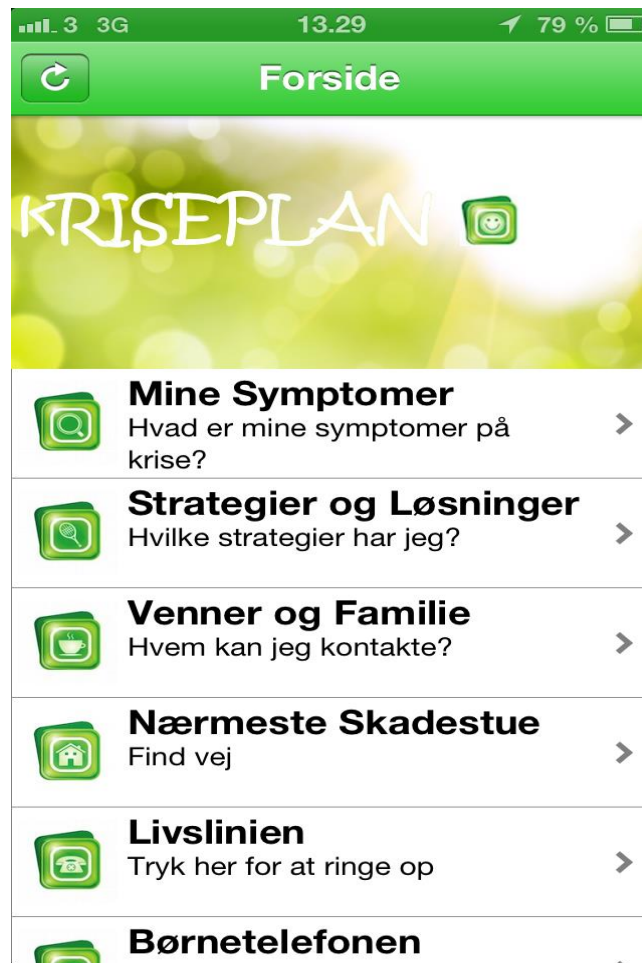 3 3G 13.29 79 %
Forside
KRISEPLAN
Mine Symptomer
Hvad er mine symptomer på
krise?
Strategier og Løsninger
Hvilke strategier har jeg?
Venner og Familie
Hvem kan jeg kontakte?
Nærmeste Skadestue
Find vej
Livslinien
Tryk her for at ringe op
Børnetelefonen